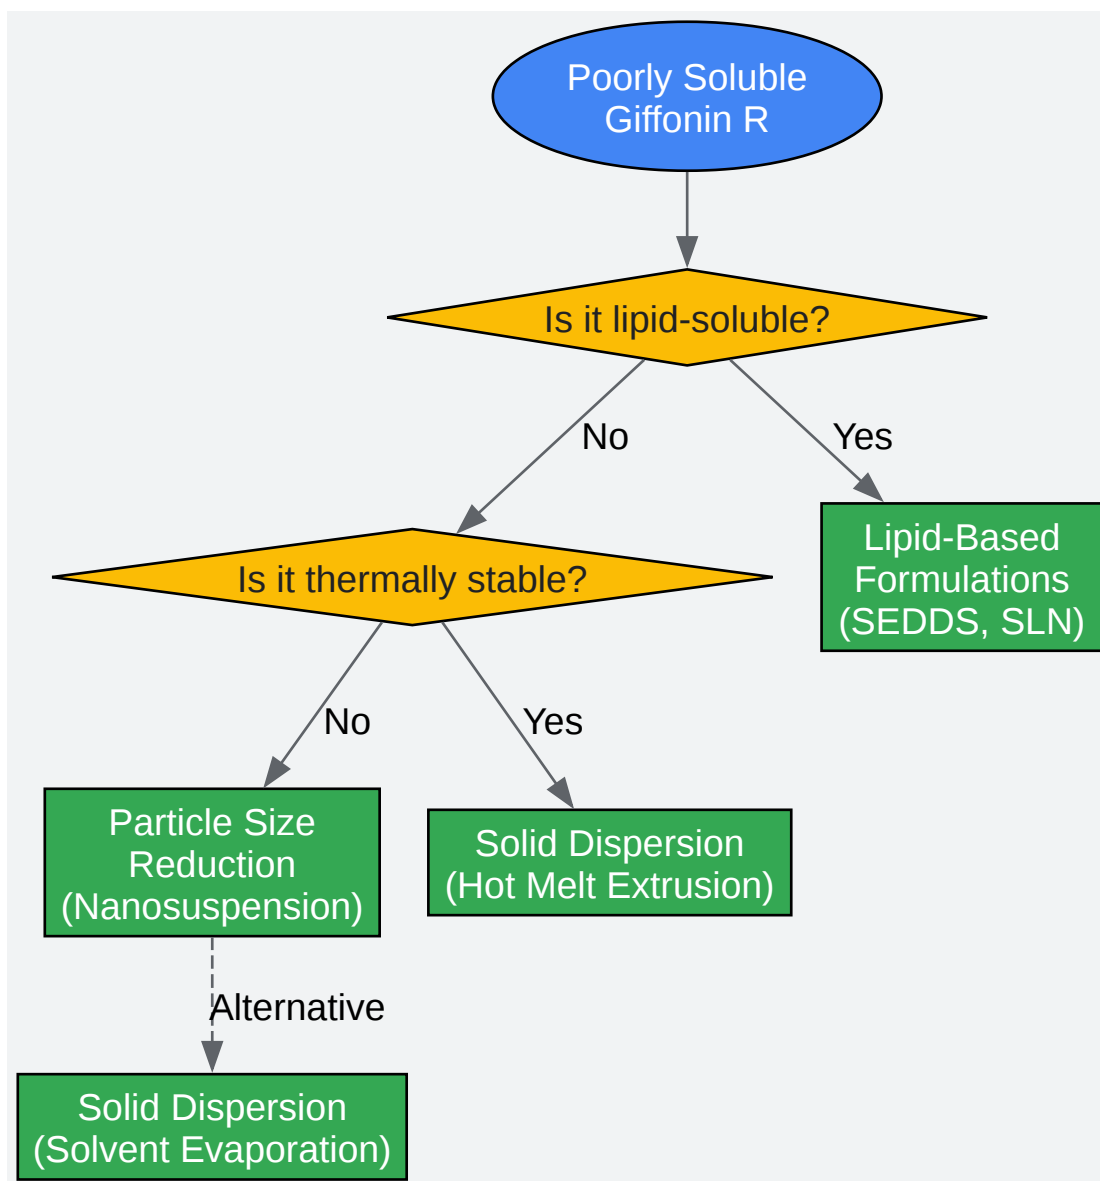 Poorly Soluble
Giffonin R
Is it lipid-soluble?
No
Yes
Lipid-Based
Formulations
(SEDDS, SLN)
Is it thermally stable?
No
Yes
Particle Size
Reduction
(Nanosuspension)
Solid Dispersion
(Hot Melt Extrusion)
Alternative
Solid Dispersion
(Solvent Evaporation)